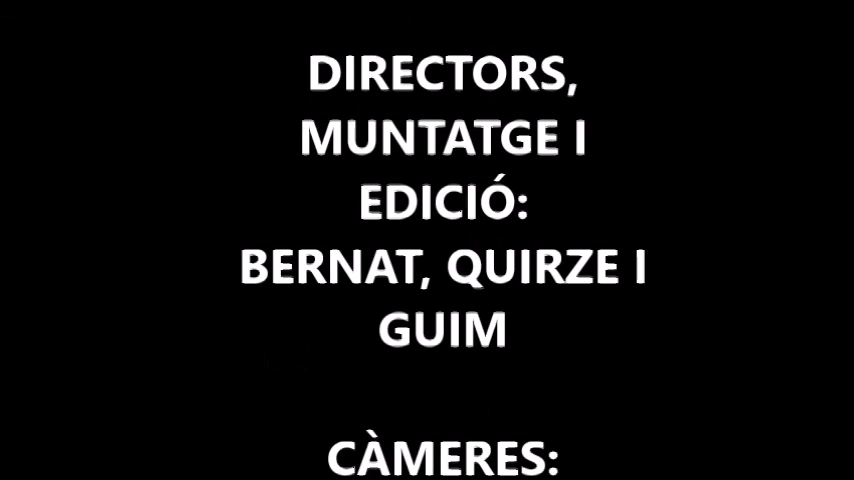 DIRECTORS,
MUNTATGE I
EDICIÓ:
BERNAT, QUIRZE I
GUIM
CÀMERES: